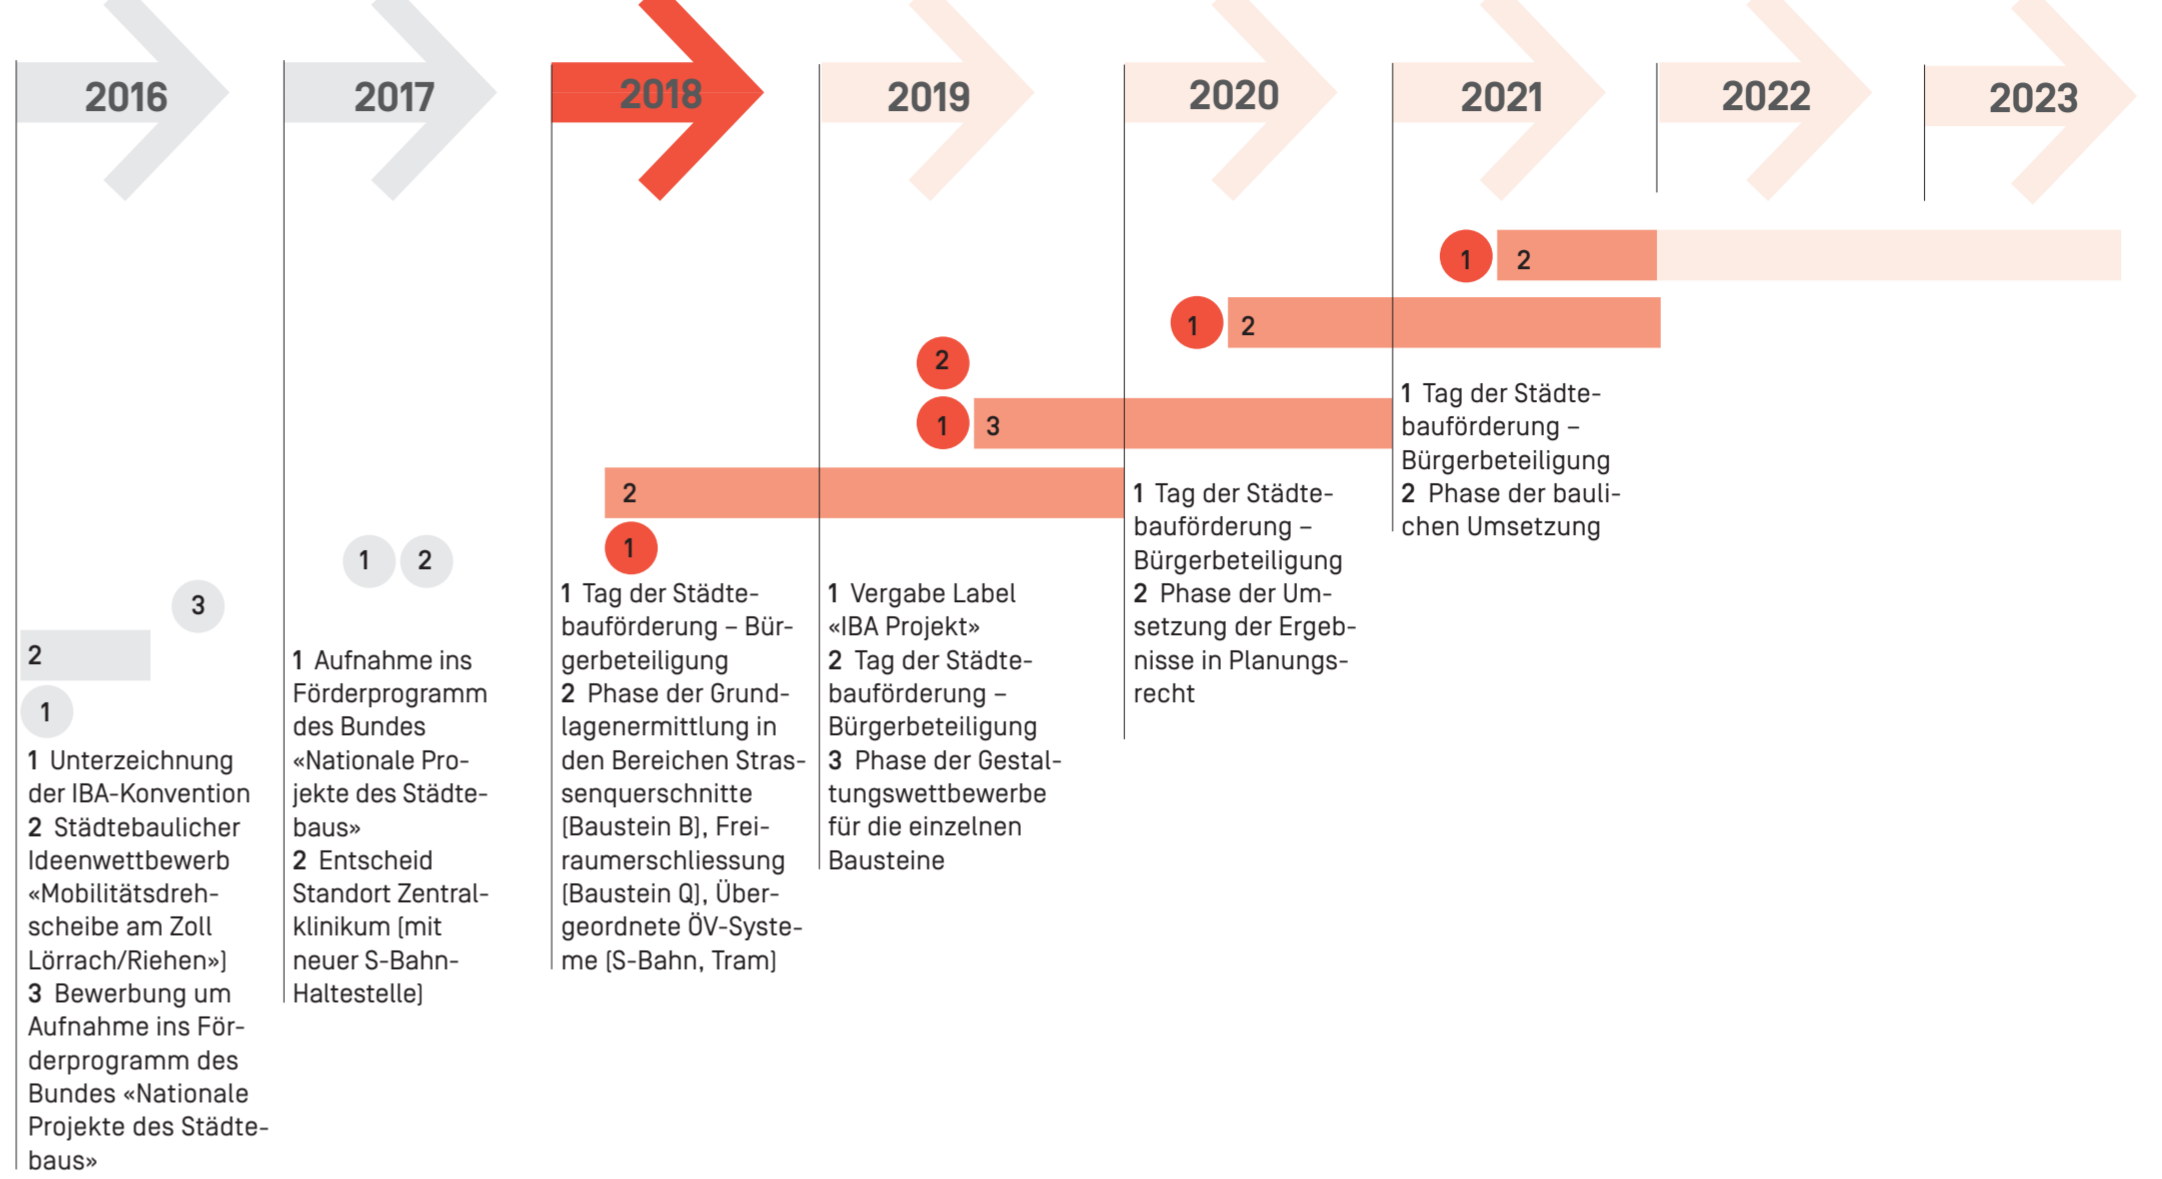 2016
2017
2018
2019
2020
2021
2022
2023
1
2
1
2
2
1
3
2
1
1
2
3
2
1
1 Unterzeichnung
der IBA-Konvention
2 Städtebaulicher
Ideenwettbewerb
«Mobilitätsdreh-
scheibe am Zoll
Lörrach/Riehen»)
3 Bewerbung um
Aufnahme ins För-
derprogramm des
Bundes «Nationale
Projekte des Städte-
baus»
1 Aufnahme ins
Förderprogramm
des Bundes
«Nationale Pro-
jekte des Städte-
baus»
2 Entscheid
Standort Zentral-
klinikum (mit
neuer S-Bahn-
Haltestelle)
1 Tag der Städte-
bauförderung – Bür-
gerbeteiligung
2 Phase der Grund-
lagenermittlung in
den Bereichen Stras-
senquerschnitte
(Baustein B), Frei-
raumerschliessung
(Baustein Q), Über-
geordnete ÖV-Syste-
me (S-Bahn, Tram)
1 Vergabe Label
«IBA Projekt»
2 Tag der Städte-
bauförderung –
Bürgerbeteiligung
3 Phase der Gestal-
tungswettbewerbe
für die einzelnen
Bausteine
1 Tag der Städte-
bauförderung –
Bürgerbeteiligung
2 Phase der Um-
setzung der Ergeb-
nisse in Planungs-
recht
1 Tag der Städte-
bauförderung –
Bürgerbeteiligung
2 Phase der bauli-
chen Umsetzung